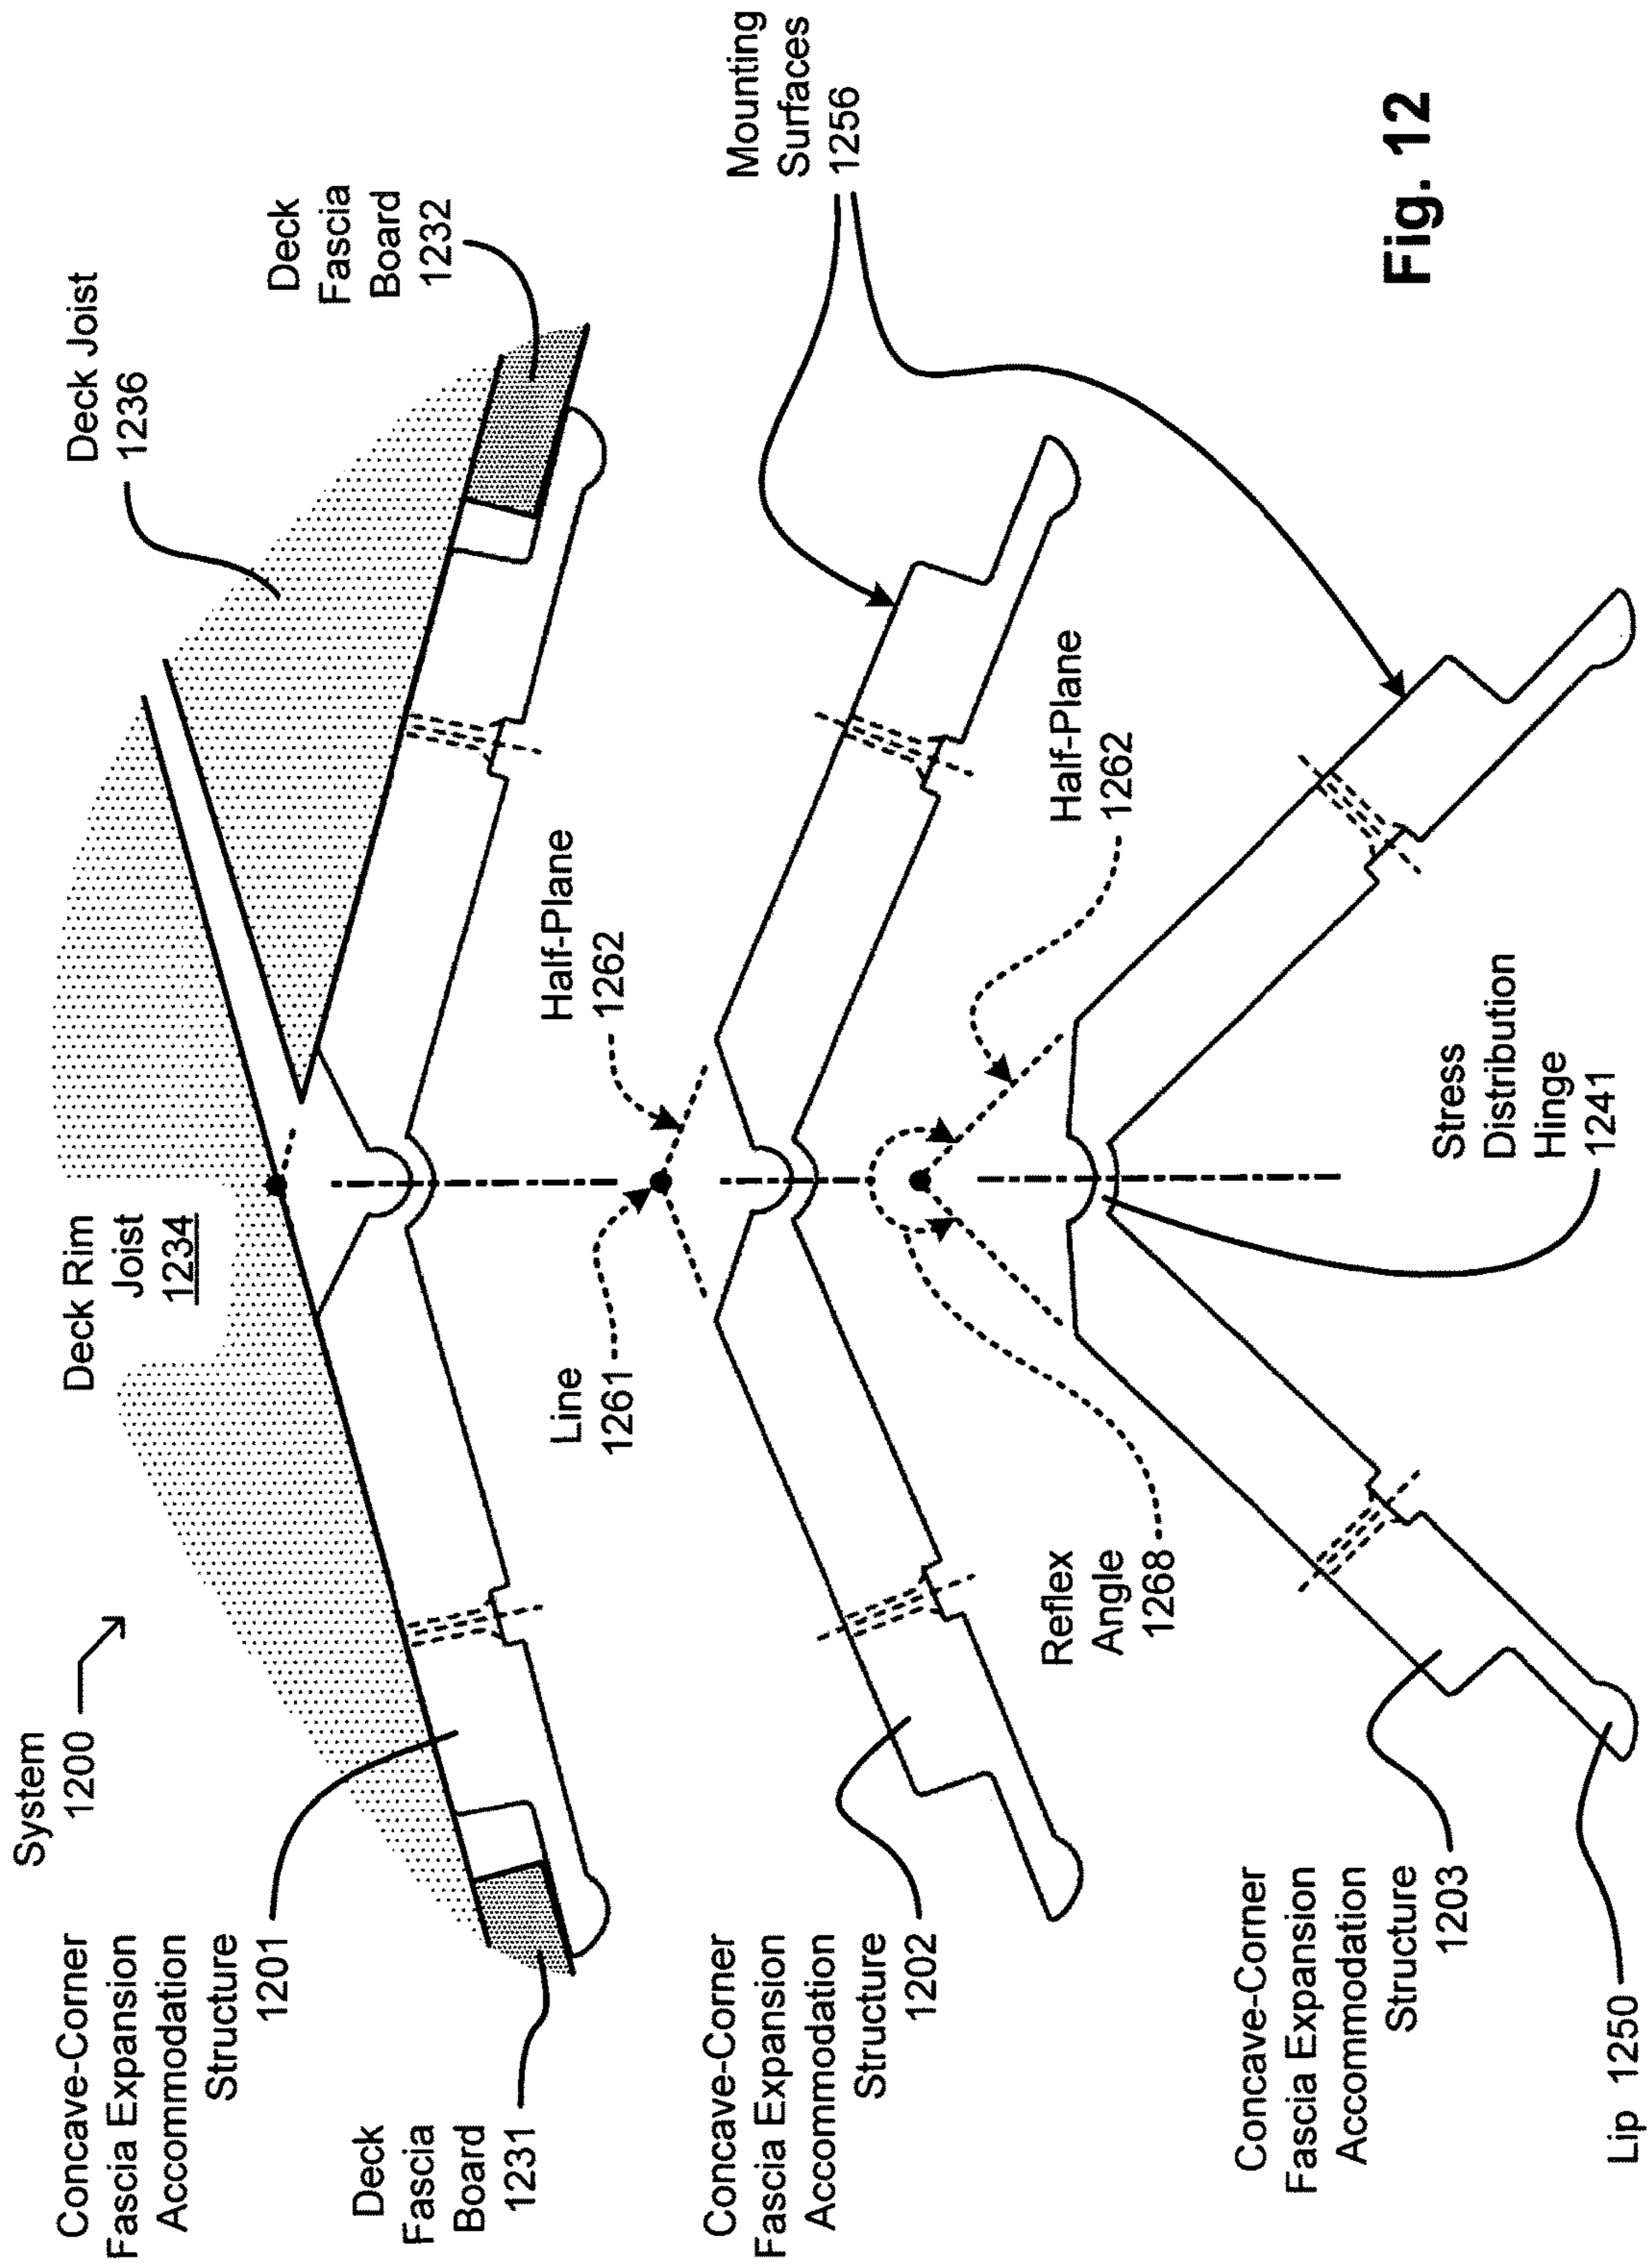 System
1200
Concave-Corner
Fascia Expansion
Accommodation
Structure
1201
Deck
Fascia
Board
1231
Deck Rim
Joist
1234
Deck Joist
1236
Deck
Fascia
Board
1232
Line
1261
Half-Plane
1262
Mounting
Surfaces
1256
Concave-Corner
Fascia Expansion
Accommodation
Structure
1202
Reflex
Angle
1268
Half-Plane
1262
Concave-Corner
Fascia Expansion
Accommodation
Structure
1203
Lip 1250
Stress
Distribution
Hinge
1241
Fig. 12